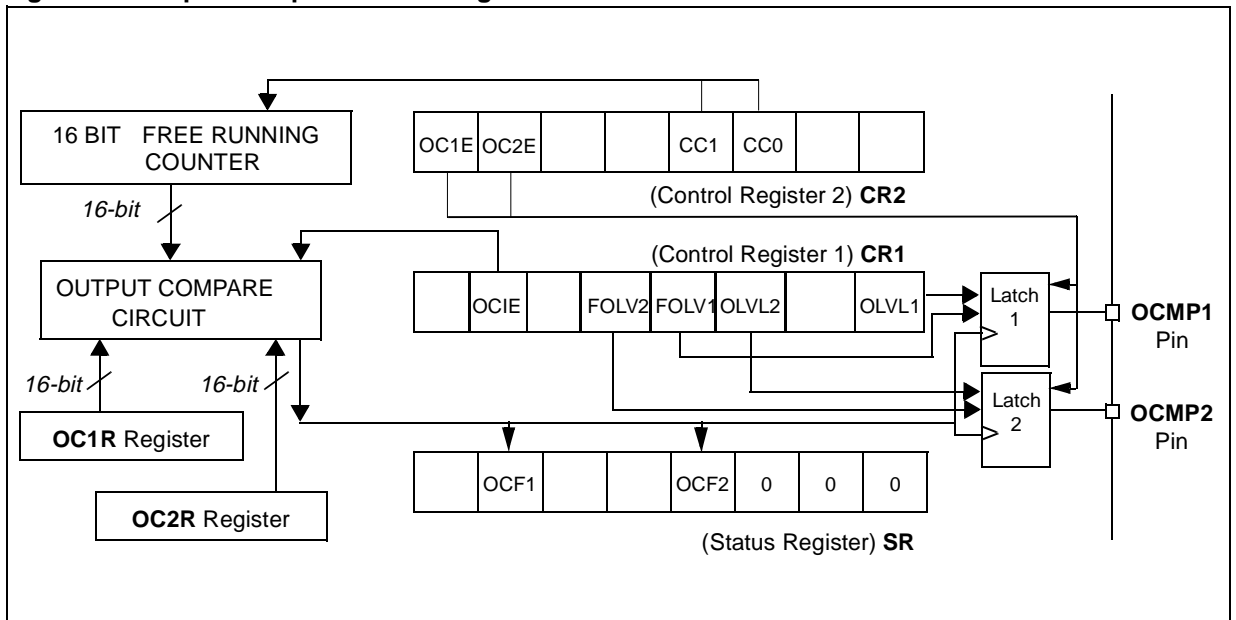 16 BIT FREE RUNNING
COUNTER
16-bit
OC1E OC2E CC1 CC0
(Control Register 2) CR2
(Control Register 1) CR1
OUTPUT COMPARE
CIRCUIT
OCIE FOLV2 FOLV1 OLVL2 OLVL1
Latch
1
OCMP1
Pin
16-bit
16-bit
Latch
2
OCMP2
Pin
OC1R Register
OCF1 OCF2 0 0 0
OC2R Register
(Status Register) SR